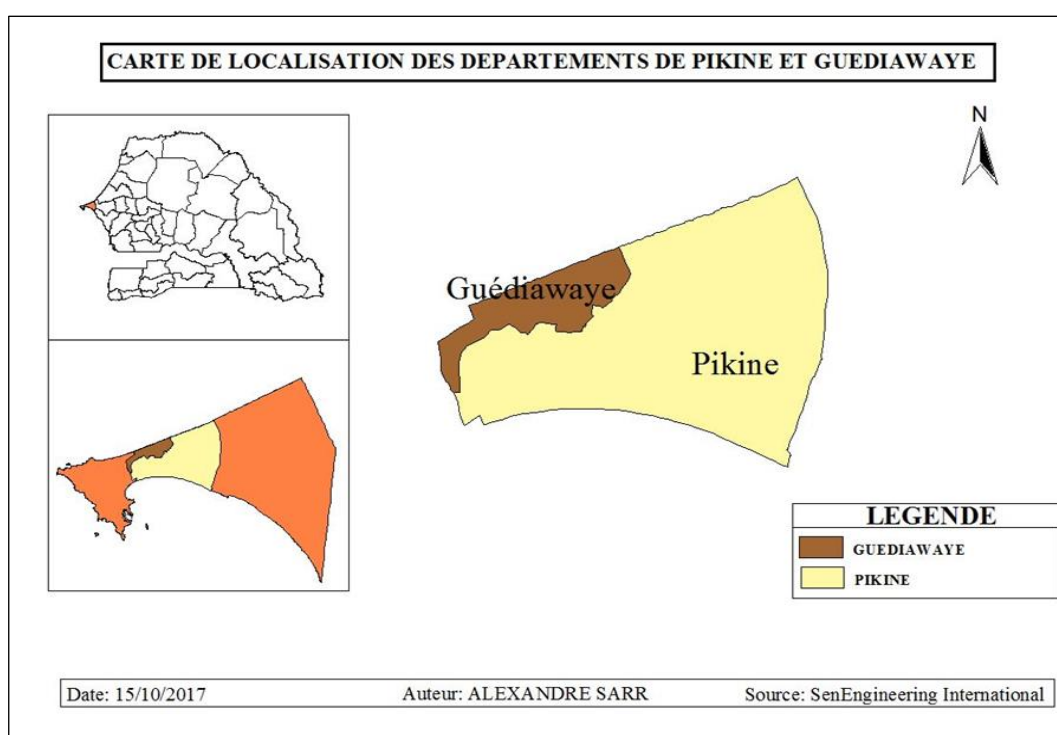 CARTE DE LOCALISATION DES DEPARTEMENTS DE PIKINE ET GUEDIAWAYE
N
Guédiawaye
Pikine
LEGENDE
GUEDIAWAYE
PIKINE
Date: 15/10/2017 Auteur: ALEXANDRE SARR Source: SenEngineering International